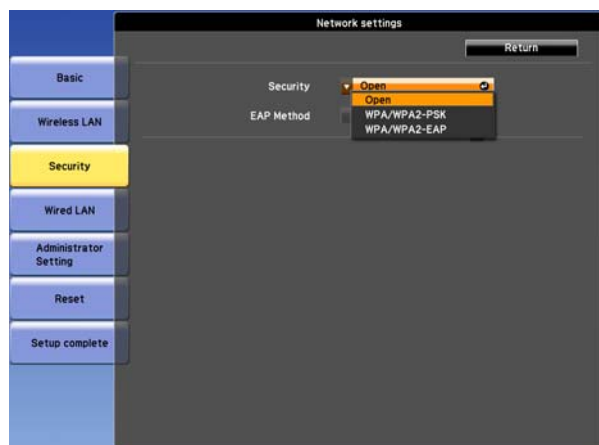 Network settings
Return
Basic
Wireless LAN
Security
Wired LAN
Administrator
Setting
Reset
Setup complete
Security
Open
Open
WPA/WPA2-PSK
WPA/WPA2-EAP
EAP Method